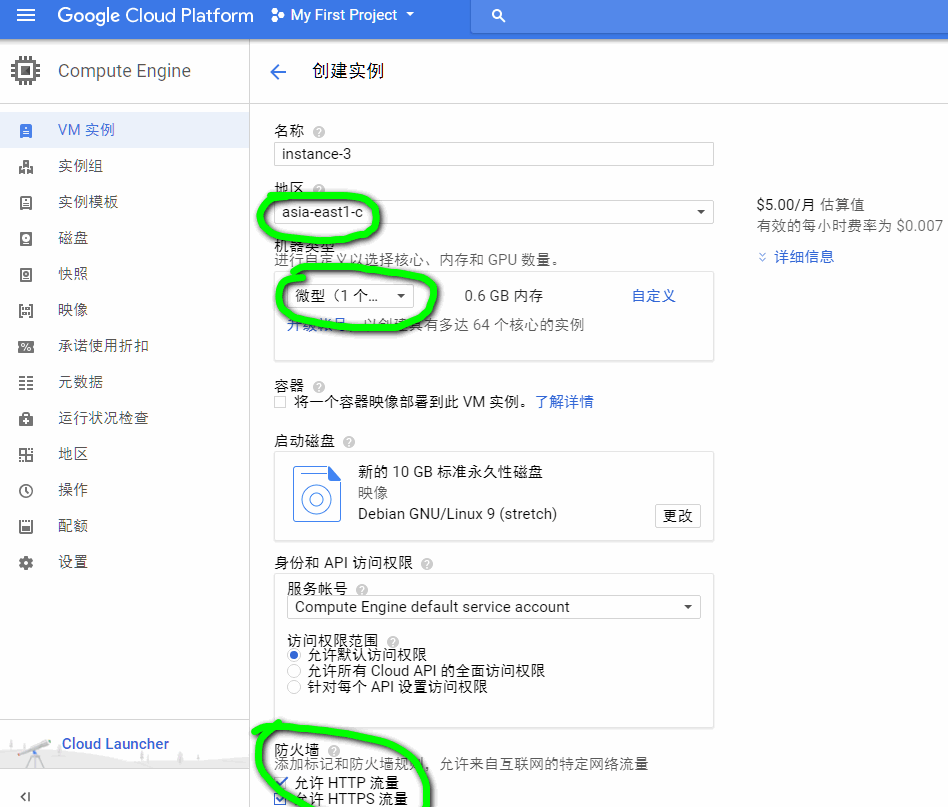 Google Cloud Platform My First Project
Compute Engine
创建实例
VM 实例
实例组
实例模板
磁盘
快照
映像
承诺使用折扣
元数据
运行状况检查
地区
操作
配额
设置
Cloud Launcher
名称
instance-3
地区
asia-east1-c
机器类型
进行自定义以选择核心、内存和 GPU 数量。
微型（1 个... 0.6 GB 内存 自定义
升级帐号，以创建具有多达 64 个核心的实例
容器
将一个容器映像部署到此 VM 实例。了解详情
启动磁盘
新的 10 GB 标准永久性磁盘
映像
Debian GNU/Linux 9 (stretch)
更改
身份和 API 访问权限
服务帐号
Compute Engine default service account
访问权限范围
允许默认访问权限
允许所有 Cloud API 的全面访问权限
针对每个 API 设置访问权限
防火墙
添加标记和防火墙规则，允许来自互联网的特定网络流量
允许 HTTP 流量
允许 HTTPS 流量
$5.00/月 估算值
有效的每小时费率为 $0.007
详细信息